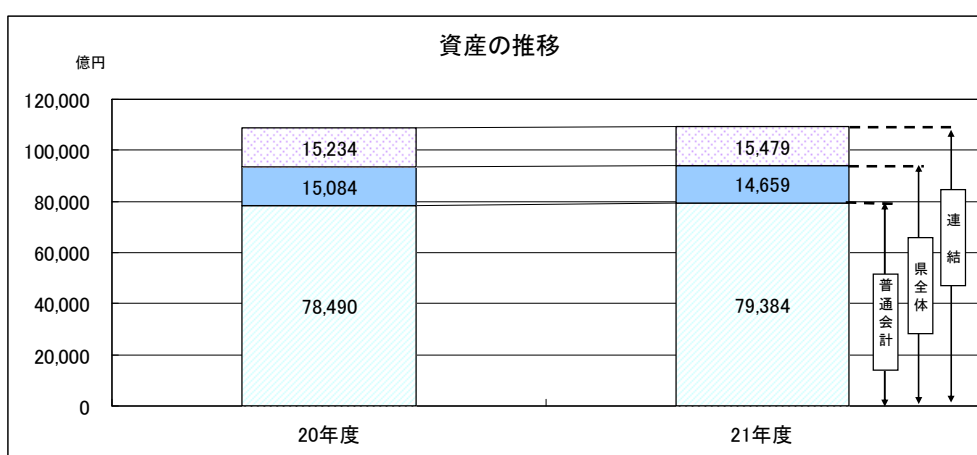 資産の推移
億円
120,000
100,000
80,000
60,000
40,000
20,000
0
15,234
15,084
78,490
15,479
14,659
79,384
普通会計
県全体
連結
20年度
21年度